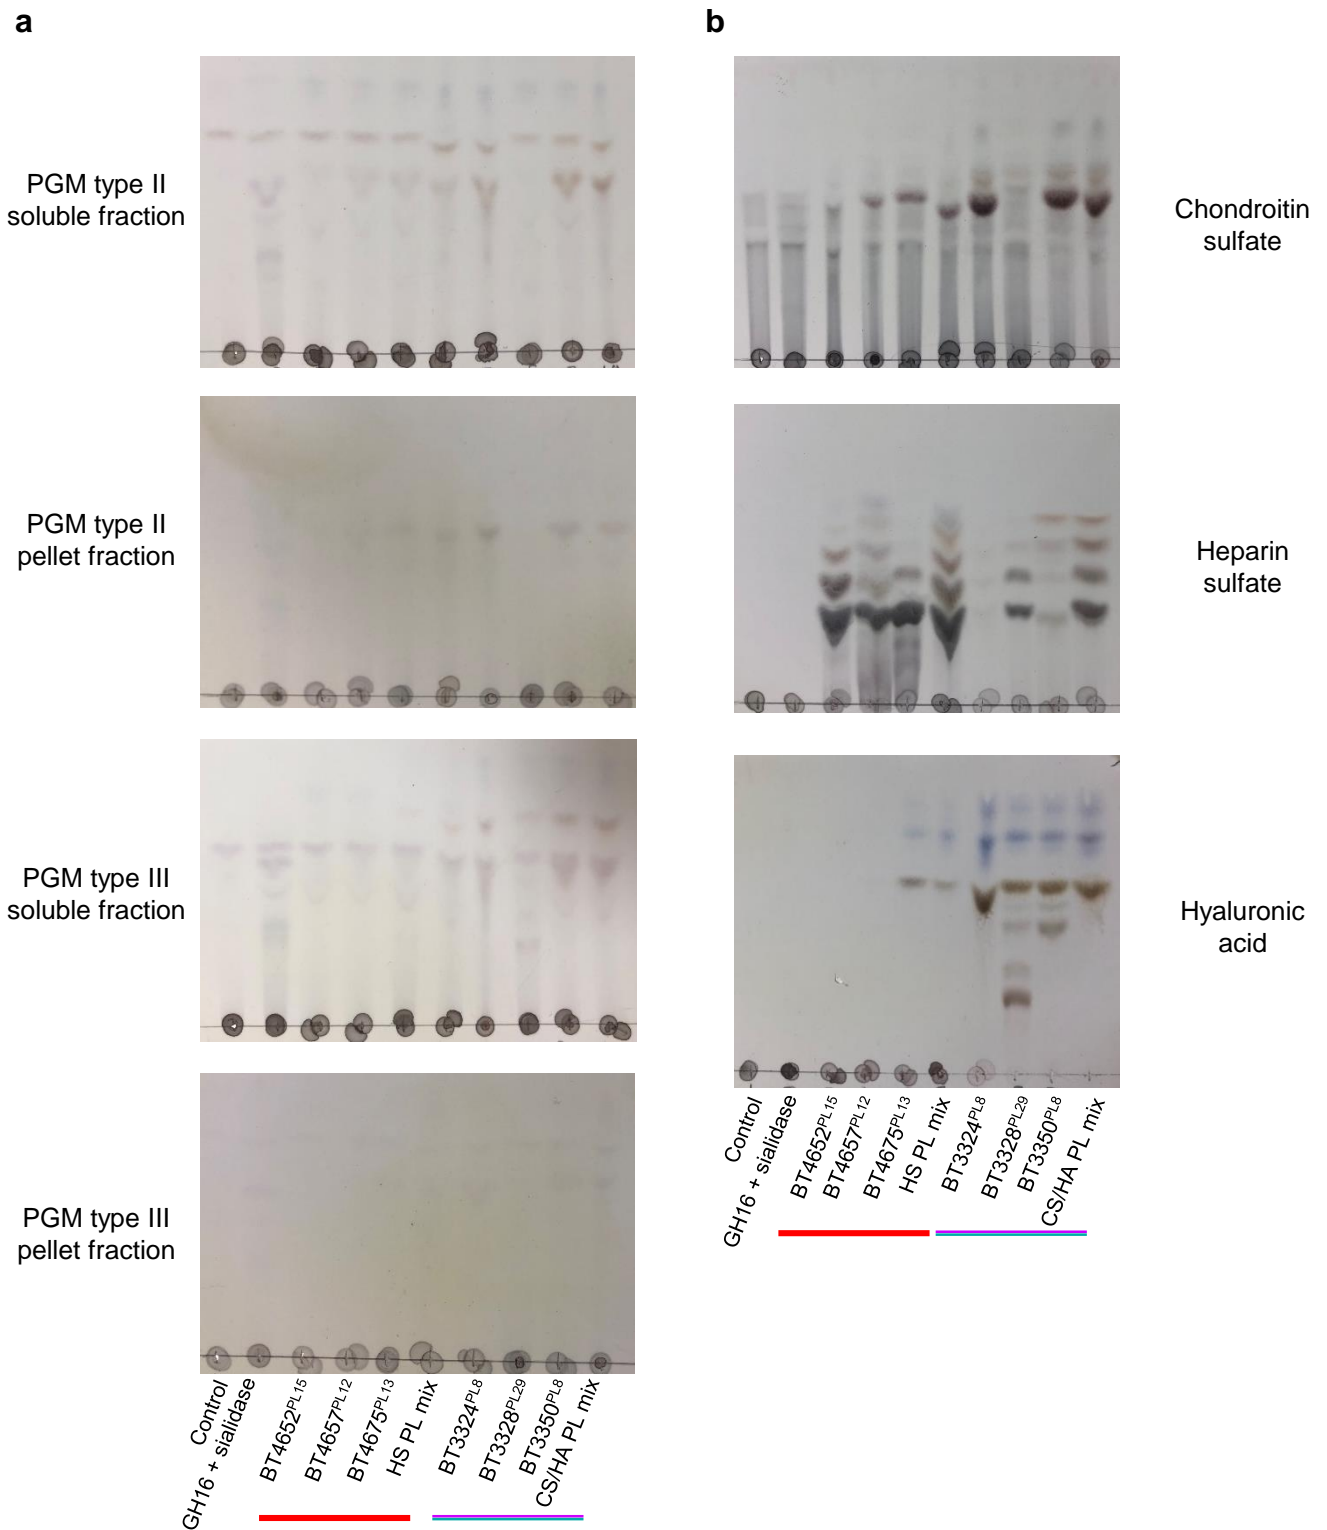 a
b
PGM type II
soluble fraction
Chondroitin
sulfate
PGM type II
pellet fraction
Heparin
sulfate
PGM type III
soluble fraction
Hyaluronic
acid
PGM type III
pellet fraction
Control
GH16 + sialidase
BT4652PL15
BT4657PL12
BT4675PL13
HS PL mix
BT3324PL8
BT3328PL29
BT3350PL8
CS/HA PL mix
Control
GH16 + sialidase
BT4652PL15
BT4657PL12
BT4675PL13
HS PL mix
BT3324PL8
BT3328PL29
BT3350PL8
CS/HA PL mix